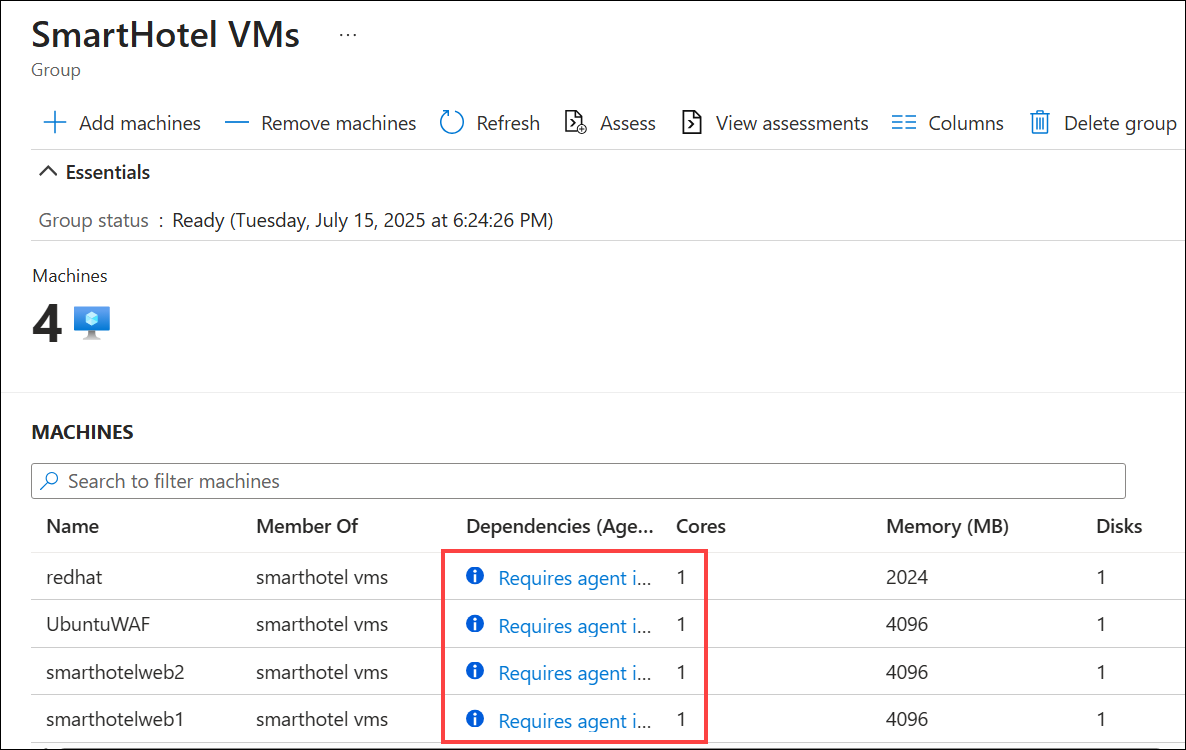 SmartHotel VMs ...
Group
Add machines Remove machines Refresh Assess View assessments Columns Delete group
Essentials
Group status : Ready (Tuesday, July 15, 2025 at 6:24:26 PM)
Machines
4
MACHINES
Search to filter machines
Name Member Of Dependencies (Age... Cores Memory (MB) Disks
redhat smarthotel vms Requires agent i... 1 2024 1
UbuntuWAF smarthotel vms Requires agent i... 1 4096 1
smarthotelweb2 smarthotel vms Requires agent i... 1 4096 1
smarthotelweb1 smarthotel vms Requires agent i... 1 4096 1